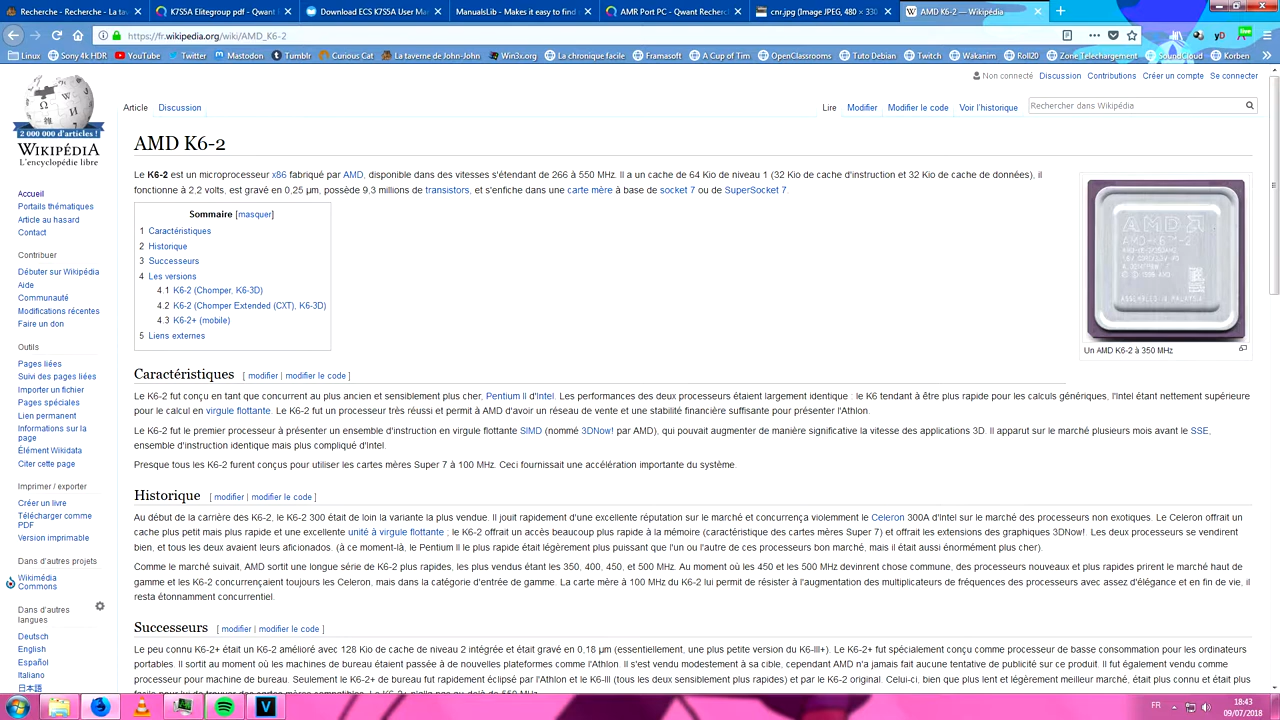 Recherche - Recherche - La tav
K7S5A Elitegroup pdf - Qwant
Download ECS K7S5A User Ma
ManualsLib - Makes it easy to find
AMR Port PC - Qwant Recherch
cnr.jpg (Image JPEG, 480 × 330
AMD K6-2 — Wikipédia
https://fr.wikipedia.org/wiki/AMD_K6-2
Linux
Sony 4k HDR
YouTube
Twitter
Mastodon
Tumblr
Curious Cat
La taverne de John-John
WinSx.org
La chronique facile
Framasoft
A Cup of Tim
OpenClassrooms
Tuto Debian
Twitch
Wakanim
Roll20
Zone Telechargement
SoundCloud
Korben
Non connecté Discussion Contributions Créer un compte Se connecter
Article Discussion
Lire Modifier Modifier le code Voir l'historique
Rechercher dans Wikipédia
2 000 000 d'articles !
WIKIPÉDIA
L'encyclopédie libre
Accueil
Portails thématiques
Article au hasard
Contact
Contribuer
Débuter sur Wikipédia
Aide
Communauté
Modifications récentes
Faire un don
Outils
Pages liées
Suivi des pages liées
Importer un fichier
Pages spéciales
Lien permanent
Informations sur la
page
Élément Wikidata
Citer cette page
Imprimer / exporter
Créer un livre
Télécharger comme
PDF
Version imprimable
Dans d'autres projets
Wikimédia
Commons
Dans d'autres
langues
Deutsch
English
Español
Italiano
日本語
AMD K6-2
Le K6-2 est un microprocesseur x86 fabriqué par AMD, disponible dans des vitesses s'étendant de 266 à 550 MHz. Il a un cache de 64 Kio de niveau 1 (32 Kio de cache d'instruction et 32 Kio de cache de données), il
fonctionne à 2,2 volts, est gravé en 0,25 µm, possède 9,3 millions de transistors, et s'enfiche dans une carte mère à base de socket 7 ou de SuperSocket 7.
Sommaire [masquer]
1 Caractéristiques
2 Historique
3 Successeurs
4 Les versions
4.1 K6-2 (Chomper, K6-3D)
4.2 K6-2 (Chomper Extended (CXT), K6-3D)
4.3 K6-2+ (mobile)
5 Liens externes
AMD
Un AMD K6-2 à 350 MHz
Caractéristiques [ modifier | modifier le code ]
Le K6-2 fut conçu en tant que concurrent au plus ancien et sensiblement plus cher, Pentium II d'Intel. Les performances des deux processeurs étaient largement identique : le K6 tendant à être plus rapide pour les calculs génériques, l'Intel étant nettement supérieure
pour le calcul en virgule flottante. Le K6-2 fut un processeur très réussi et permit à AMD d'avoir un réseau de vente et une stabilité financière suffisante pour présenter l'Athlon.
Le K6-2 fut le premier processeur à présenter un ensemble d'instruction en virgule flottante SIMD (nommé 3DNow! par AMD), qui pouvait augmenter de manière significative la vitesse des applications 3D. Il apparut sur le marché plusieurs mois avant le SSE,
ensemble d'instruction identique mais plus compliqué d'Intel.
Presque tous les K6-2 furent conçus pour utiliser les cartes mères Super 7 à 100 MHz. Ceci fournissait une accélération importante du système.
Historique [ modifier | modifier le code ]
Au début de la carrière des K6-2, le K6-2 300 était de loin la variante la plus vendue. Il jouit rapidement d'une excellente réputation sur le marché et concurrença violemment le Celeron 300A d'Intel sur le marché des processeurs non exotiques. Le Celeron offrait un
cache plus petit mais plus rapide et une excellente unité à virgule flottante ; le K6-2 offrait un accès beaucoup plus rapide à la mémoire (caractéristique des cartes mères Super 7) et offrait les extensions des graphiques 3DNow!. Les deux processeurs se vendirent
bien, et tous les deux avaient leurs aficionados. (à ce moment-là, le Pentium II le plus rapide était légèrement plus puissant que l'un ou l'autre de ces processeurs bon marché, mais il était aussi énormément plus cher).
Comme le marché suivait, AMD sortit une longue série de K6-2 plus rapides, les plus vendus étant les 350, 400, 450, et 500 MHz. Au moment où les 450 et les 500 MHz devinrent chose commune, des processeurs nouveaux et plus rapides prirent le marché haut de
gamme et les K6-2 concurrençaient toujours les Celeron, mais dans la catégorie d'entrée de gamme. La carte mère à 100 MHz du K6-2 lui permit de résister à l'augmentation des multiplicateurs de fréquences des processeurs avec assez d'élégance et en fin de vie, il
resta étonnamment concurrentiel.
Successeurs [ modifier | modifier le code ]
Le peu connu K6-2+ était un K6-2 amélioré avec 128 Kio de cache de niveau 2 intégrée et était gravé en 0,18 µm (essentiellement, une plus petite version du K6-III+). Le K6-2+ fut spécialement conçu comme processeur de basse consommation pour les ordinateurs
portables. Il sortit au moment où les machines de bureau étaient passée à de nouvelles plateformes comme l'Athlon. Il s'est vendu modestement à sa cible, cependant AMD n'a jamais fait aucune tentative de publicité sur ce produit. Il fut également vendu comme
processeur pour machine de bureau. Seulement le K6-2+ de bureau fut rapidement éclipsé par l'Athlon et le K6-III (tous les deux sensiblement plus rapides) et par le K6-2 original. Celui-ci, bien que plus lent et légèrement meilleur marché, était plus connu et était plus
FR
18:43
09/07/2018